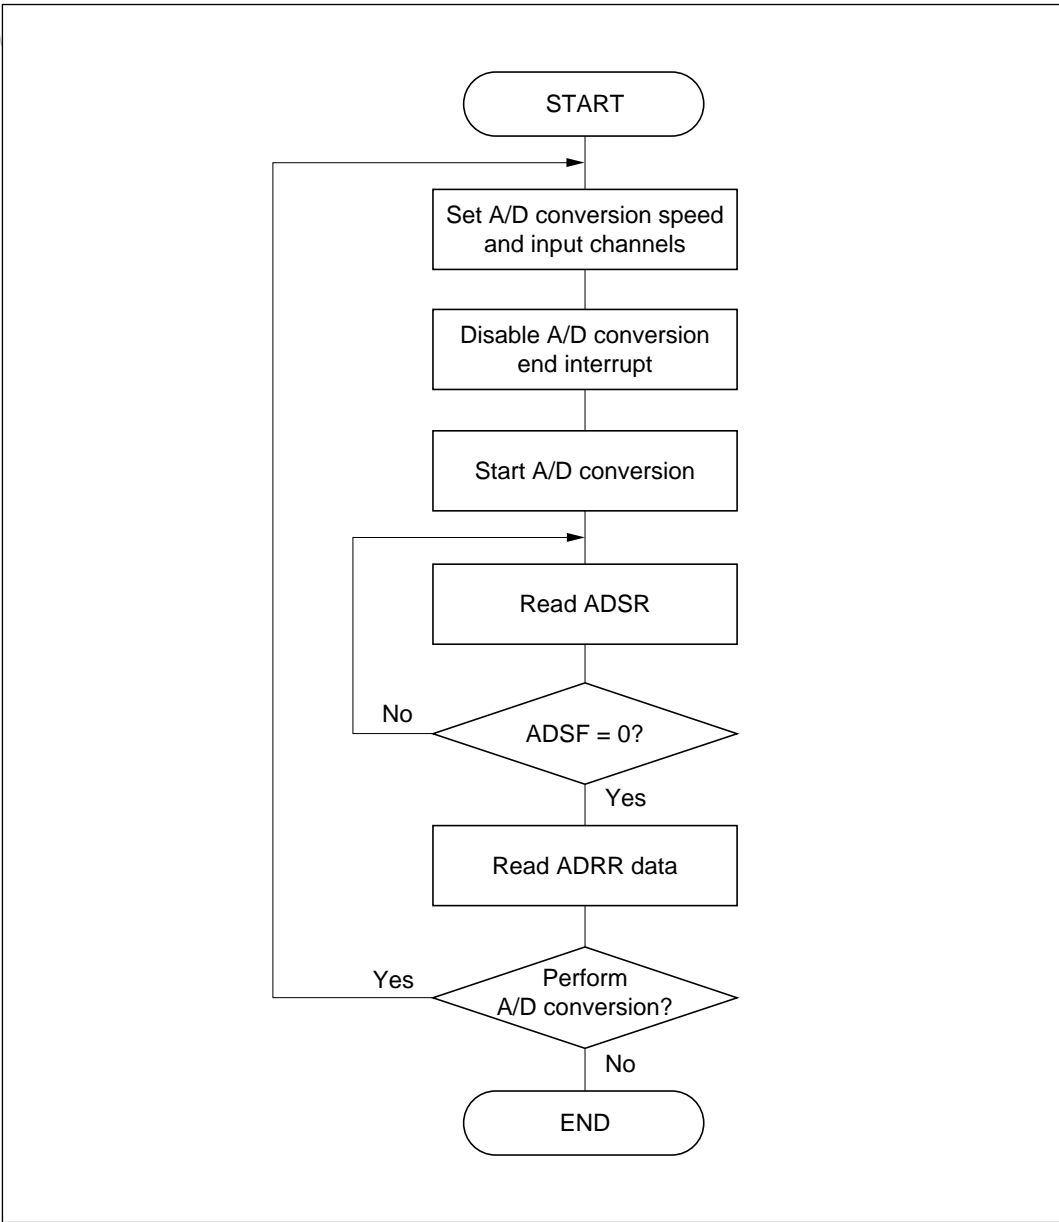 START
Set A/D conversion speed
and input channels
Disable A/D conversion
end interrupt
Start A/D conversion
Read ADSR
No
ADSF = 0?
Yes
Read ADRR data
Yes
Perform
A/D conversion?
No
END